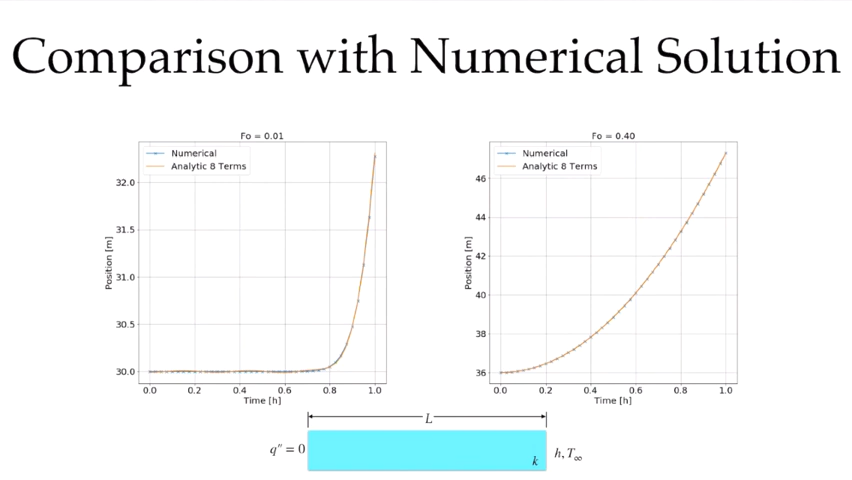 Comparison with Numerical Solution
Fo = 0.01
Numerical
Analytic 8 Terms
32.0
31.5
31.0
30.5
30.0
Position [m]
0.0 0.2 0.4 0.6 0.8 1.0
Time [h]
Fo = 0.40
Numerical
Analytic 8 Terms
46
44
42
40
38
36
Position [m]
0.0 0.2 0.4 0.6 0.8 1.0
Time [h]
L
q″ = 0
k
h, T∞